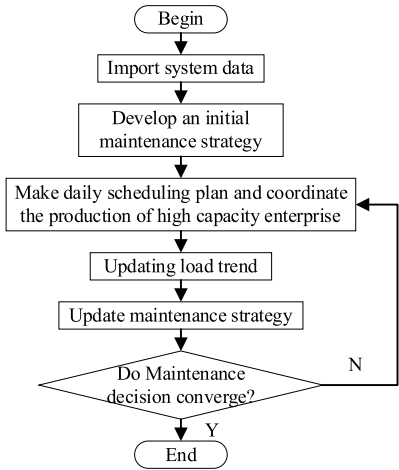 Begin
Import system data
Develop an initial
maintenance strategy
Make daily scheduling plan and coordinate
the production of high capacity enterprise
Updating load trend
Update maintenance strategy
Do Maintenance
decision converge?
N
Y
End